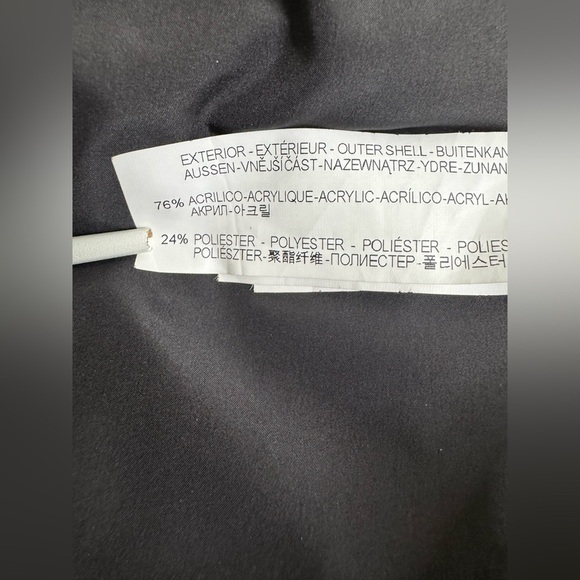 EXTERIOR - EXTÉRIEUR - OUTER SHELL - BUITENKAN
AUSSEN-VNĚJŠÍ ČÁST-NAZEWNĄTRZ-YDRE-ZUNAN
76% ACRILICO-ACRYLIQUE-ACRYLIC-ACRÍLICO-ACRYL-
АКРИЛ-아크릴
24% POLIESTER - POLYESTER - POLIÉSTER - POLIES
POLIÉSZTER-聚酯纤维-ПОЛИЕСТЕР-폴리에스터